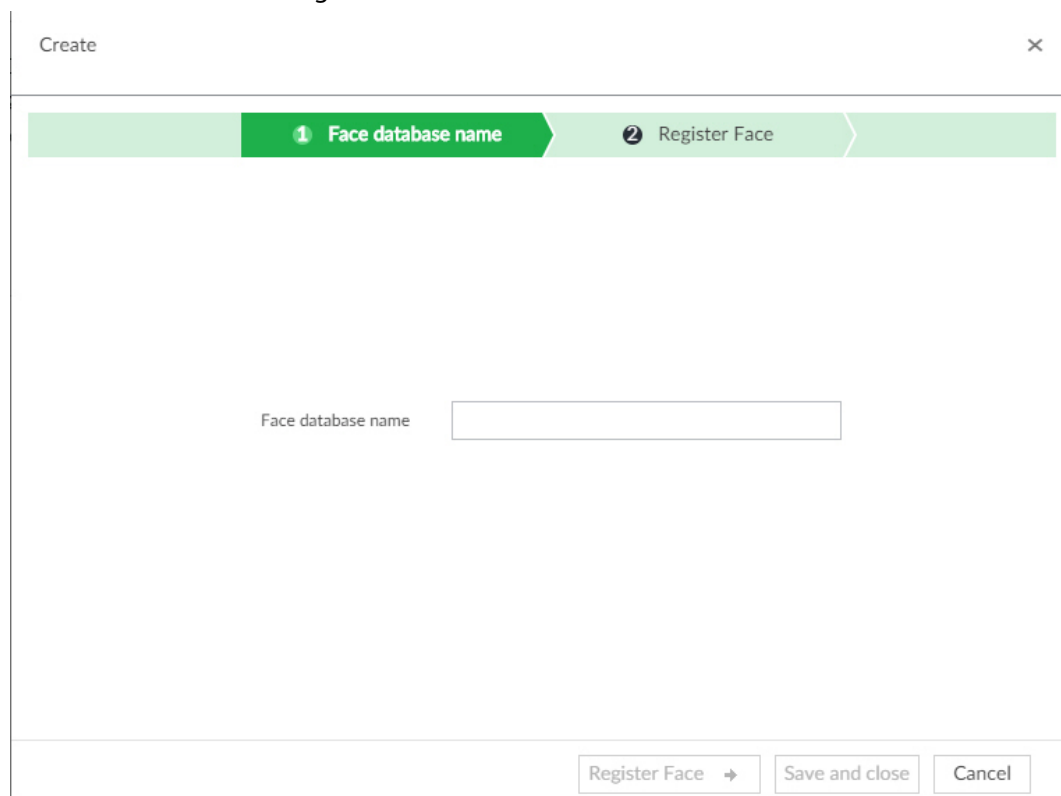 Create
1 Face database name 2 Register Face
Face database name
Register Face Save and close Cancel